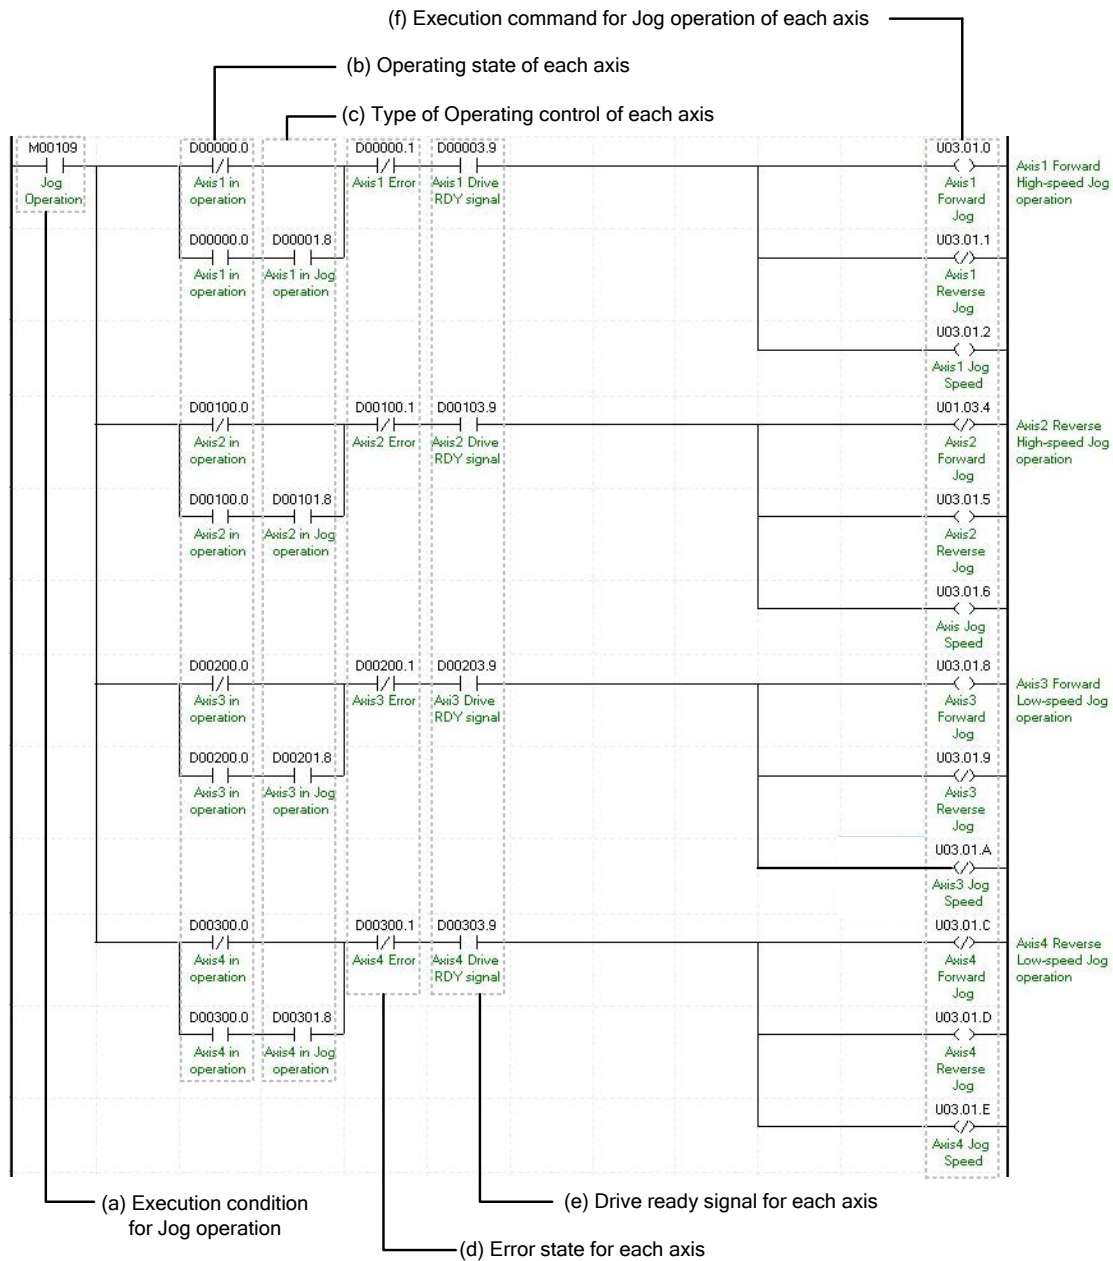 (f) Execution command for Jog operation of each axis
(b) Operating state of each axis
(c) Type of Operating control of each axis
M00109 D00000.0 D00000.1 D00003.9 U03.01.0
Jog Operation
Axis1 in operation
Axis1 Error
Axis1 Drive RDY signal
Axis1 Forward Jog
Axis1 Forward High-speed Jog operation
D00000.0 D00001.8 U03.01.1
Axis1 in operation
Axis1 in Jog operation
Axis1 Reverse Jog
U03.01.2
Axis1 Jog Speed
D00100.0 D00100.1 D00103.9 U01.03.4
Axis2 in operation
Axis2 Error
Axis2 Drive RDY signal
Axis2 Forward Jog
Axis2 Reverse High-speed Jog operation
D00100.0 D00101.8 U03.01.5
Axis2 in operation
Axis2 in Jog operation
Axis2 Reverse Jog
U03.01.6
Axis Jog Speed
D00200.0 D00200.1 D00203.9 U03.01.8
Axis3 in operation
Axis3 Error
Axi3 Drive RDY signal
Axis3 Forward Jog
Axis3 Forward Low-speed Jog operation
D00200.0 D00201.8 U03.01.9
Axis3 in operation
Axis3 in Jog operation
Axis3 Reverse Jog
U03.01.A
Axis3 Jog Speed
D00300.0 D00300.1 D00303.9 U03.01.C
Axis4 in operation
Axis4 Error
Axis4 Drive RDY signal
Axis4 Forward Jog
Axis4 Reverse Low-speed Jog operation
D00300.0 D00301.8 U03.01.D
Axis4 in operation
Axis4 in Jog operation
Axis4 Reverse Jog
U03.01.E
Axis4 Jog Speed
(a) Execution condition
for Jog operation
(e) Drive ready signal for each axis
(d) Error state for each axis